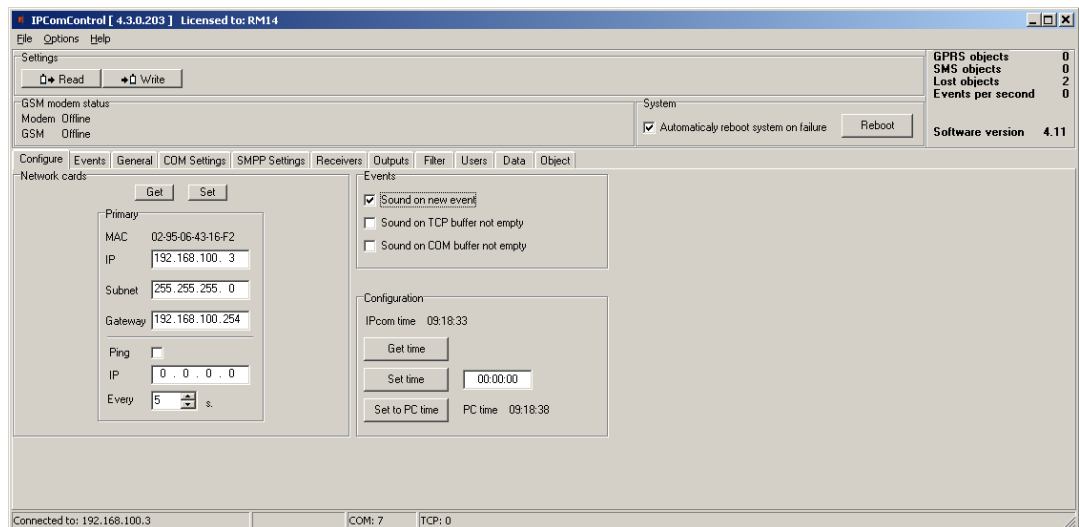 IPComControl [ 4.3.0.203 ] Licensed to: RM14
File Options Help
Settings
Read Write
GPRS objects 0
SMS objects 0
Lost objects 2
Events per second 0
Software version 4.11
GSM modem status
Modem Offline
GSM Offline
System
Automaticaly reboot system on failure Reboot
Configure Events General COM Settings SMPP Settings Receivers Outputs Filter Users Data Object
Network cards
Get Set
Primary
MAC 02-95-06-43-16-F2
IP 192.168.100. 3
Subnet 255.255.255. 0
Gateway 192.168.100.254
Ping
IP 0 . 0 . 0 . 0
Every 5 s.
Events
Sound on new event
Sound on TCP buffer not empty
Sound on COM buffer not empty
Configuration
IPcom time 09:18:33
Get time
Set time 00:00:00
Set to PC time PC time 09:18:38
Connected to: 192.168.100.3 COM: 7 TCP: 0